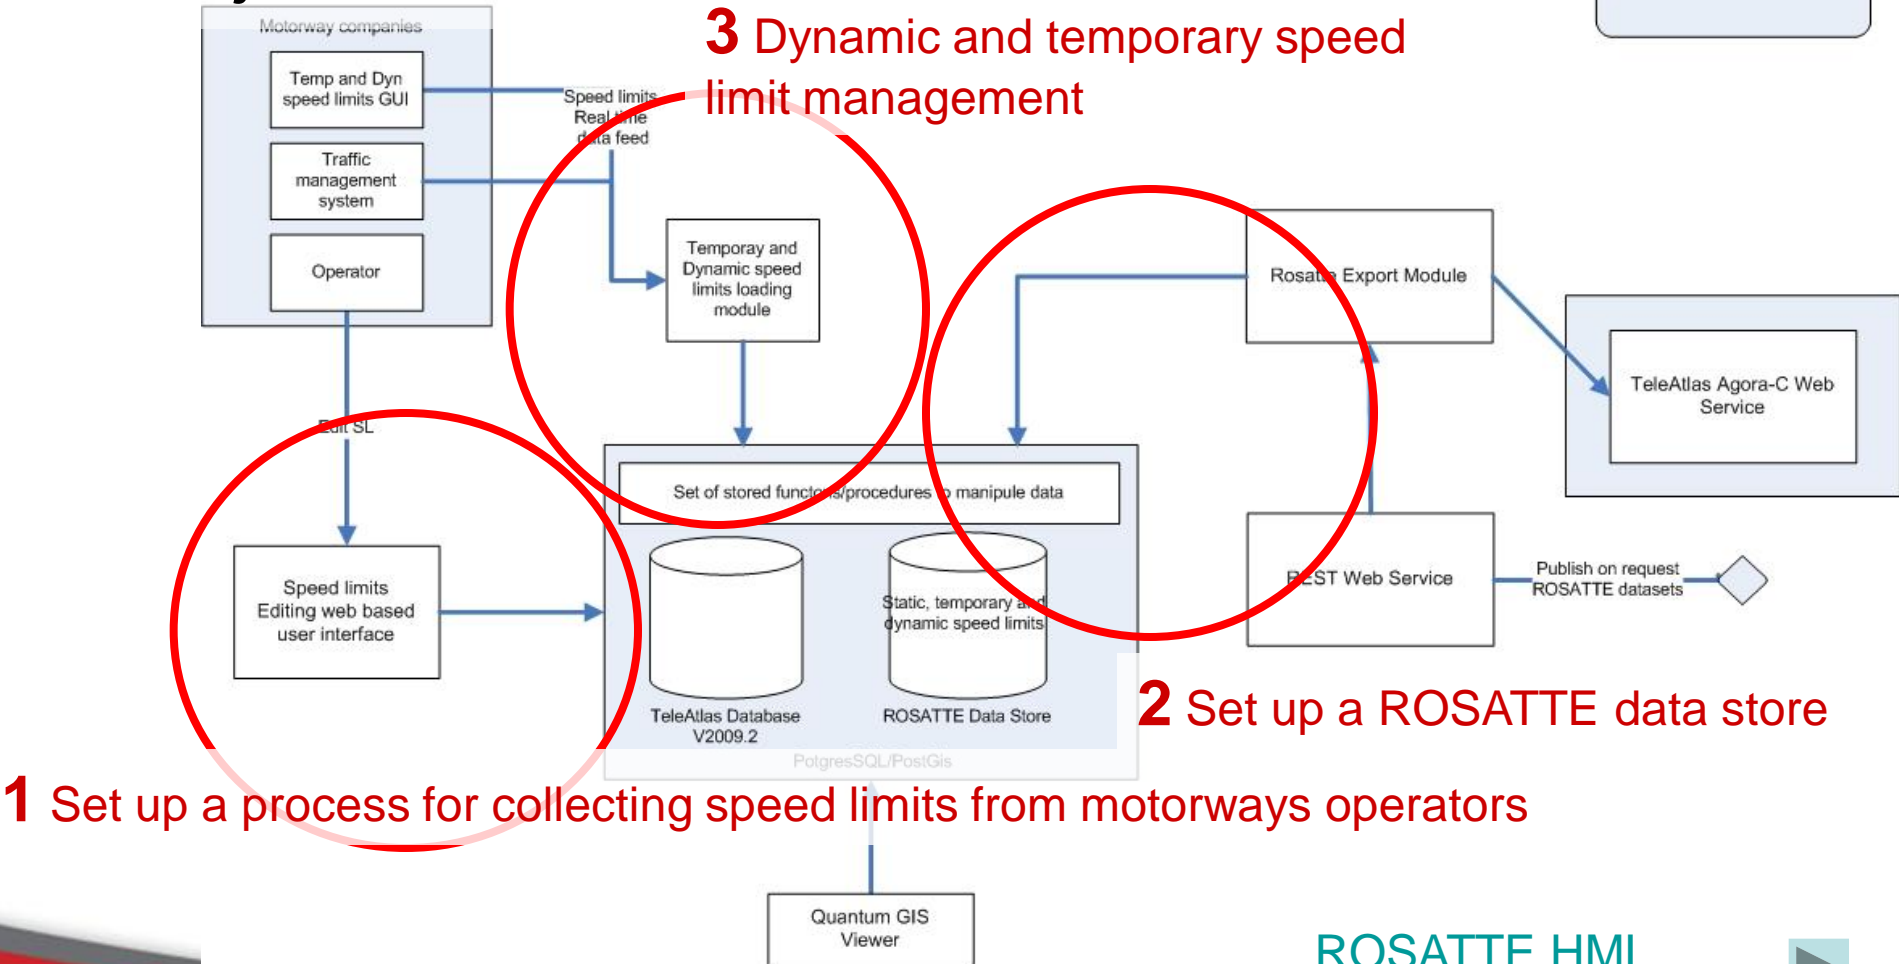 Motorway companies
3 Dynamic and temporary speed
limit management
Temp and Dyn
speed limits GUI
Speed limits
Real time
data feed
Traffic
management
system
Operator
Temporay and
Dynamic speed
limits loading
module
Rosatte Export Module
TeleAtlas Agora-C Web
Service
Edit SL
Set of stored functons/procedures to manipule data
Speed limits
Editing web based
user interface
Static, temporary and
dynamic speed limits
REST Web Service
Publish on request
ROSATTE datasets
TeleAtlas Database
V2009.2
ROSATTE Data Store
2 Set up a ROSATTE data store
PotgresSQL/PostGis
1 Set up a process for collecting speed limits from motorways operators
Quantum GIS
Viewer
ROSATTE HMI